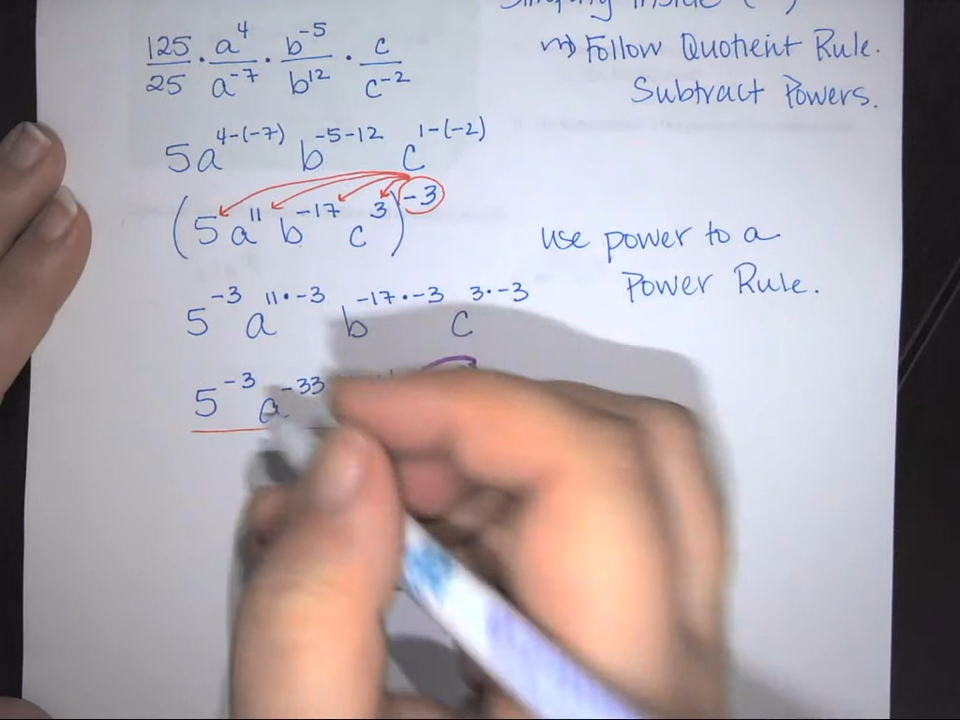 Simplify Inside ( )
125/25 · a^4/a^-7 · b^-5/b^12 · c/c^-2
⇝ Follow Quotient Rule.
Subtract Powers.
5a^4-(-7) b^-5-12 c^1-(-2)
(5a^11 b^-17 c^3)^-3
use power to a
Power Rule.
5^-3 a^11·-3 b^-17·-3 c^3·-3
5^-3 a^-33